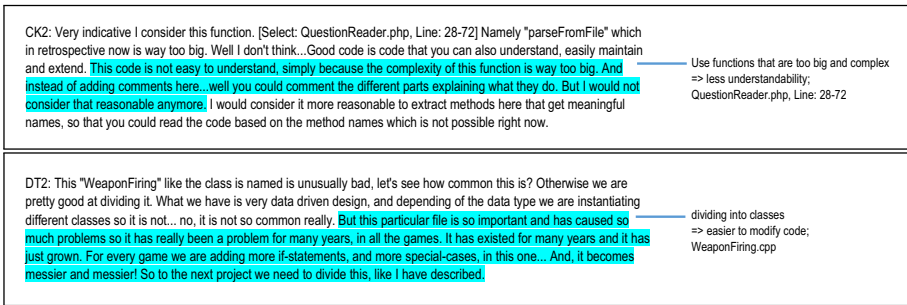 CK2: Very indicative I consider this function. [Select: QuestionReader.php, Line: 28-72] Namely "parseFromFile" which
in retrospective now is way too big. Well I don't think...Good code is code that you can also understand, easily maintain
and extend. This code is not easy to understand, simply because the complexity of this function is way too big. And
instead of adding comments here...well you could comment the different parts explaining what they do. But I would not
consider that reasonable anymore. I would consider it more reasonable to extract methods here that get meaningful
names, so that you could read the code based on the method names which is not possible right now.
Use functions that are too big and complex
=> less understandability;
QuestionReader.php, Line: 28-72
DT2: This "WeaponFiring" like the class is named is unusually bad, let's see how common this is? Otherwise we are
pretty good at dividing it. What we have is very data driven design, and depending of the data type we are instantiating
different classes so it is not... no, it is not so common really. But this particular file is so important and has caused so
much problems so it has really been a problem for many years, in all the games. It has existed for many years and it has
just grown. For every game we are adding more if-statements, and more special-cases, in this one... And, it becomes
messier and messier! So to the next project we need to divide this, like I have described.
dividing into classes
=> easier to modify code;
WeaponFiring.cpp